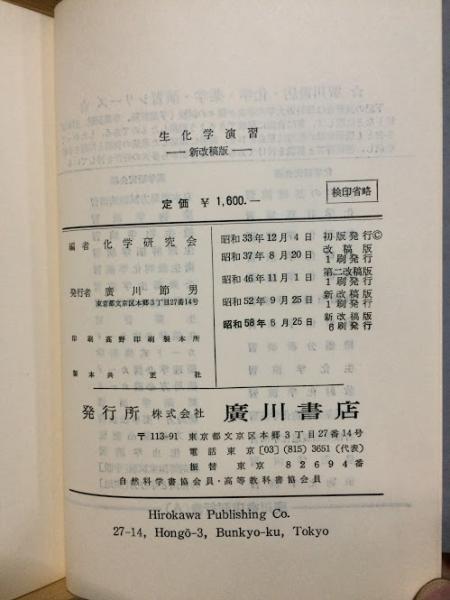 生化学演習
── 新改稿版 ──
定価 ¥1,600.─
検印省略
編者 化学研究会
発行者 廣川節男
東京都文京区本郷3丁目27番14号
印刷 高野印刷製本所
製本 共立社
昭和33年12月4日 初版発行©
昭和37年8月20日 改稿版1刷発行
昭和46年11月1日 第二改稿版1刷発行
昭和52年9月25日 新改稿版1刷発行
昭和58年6月25日 新改稿版6刷発行
発行所 株式会社 廣川書店
〒113-91 東京都文京区本郷3丁目27番14号
電話 東京 [03] (815) 3651 (代表)
振替 東京 82694番
自然科学書協会員・高等教科書協会員
Hirokawa Publishing Co.
27-14, Hongō-3, Bunkyo-ku, Tokyo